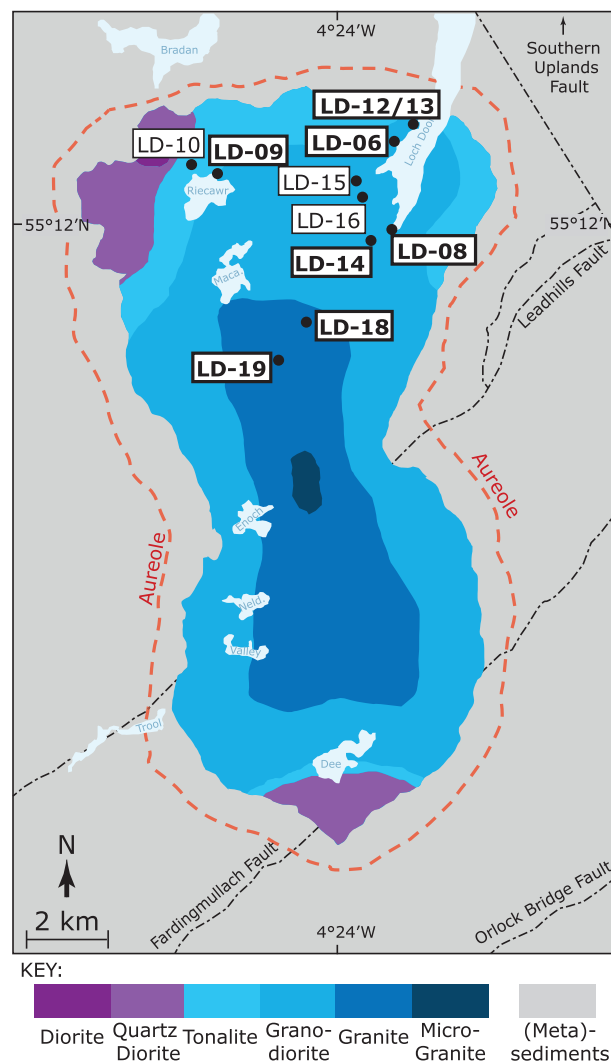 4°24′W
Bradan
Southern
Uplands
Fault
LD-12/13
LD-10
LD-06
LD-09
Loch Doon
LD-15
Riecawr
LD-16
55°12′N
55°12′N
LD-14
LD-08
Maca.
Leadhills Fault
LD-18
LD-19
Aureole
Enoch
Aureole
Neld.
Valley
Trool
Dee
N
2 km
Fardingmullach Fault
4°24′W
Orlock Bridge Fault
KEY:
Diorite
Quartz
Diorite
Tonalite
Grano-
diorite
Granite
Micro-
Granite
(Meta)-
sediments